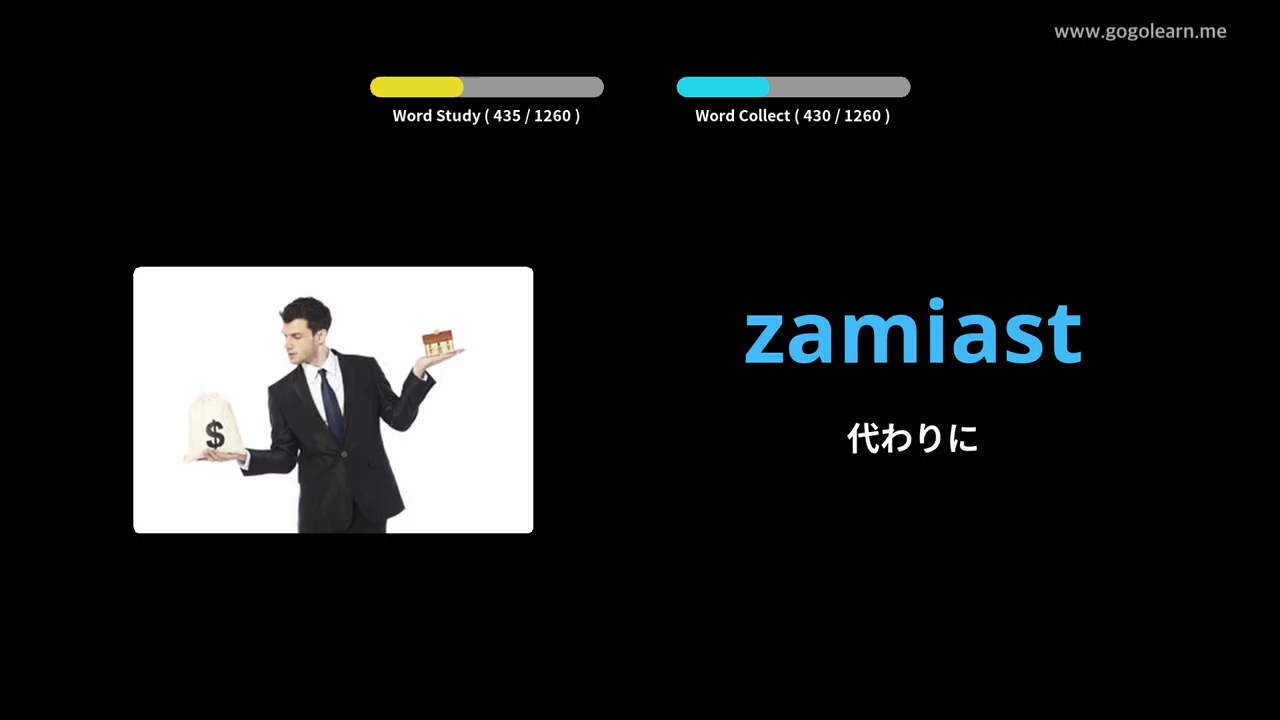 www.gogolearn.me
Word Study ( 435 / 1260 )
Word Collect ( 430 / 1260 )
$
zamiast
代わりに